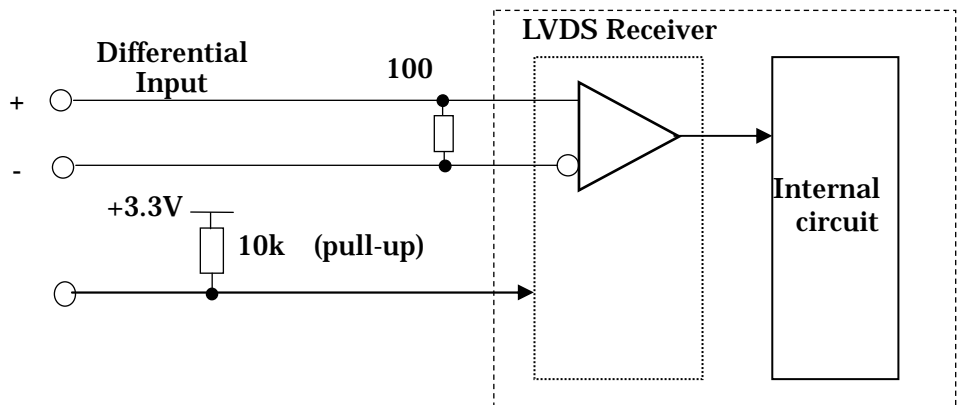 LVDS Receiver
Differential
Input
100
+
-
+3.3V
10k (pull-up)
Internal
circuit